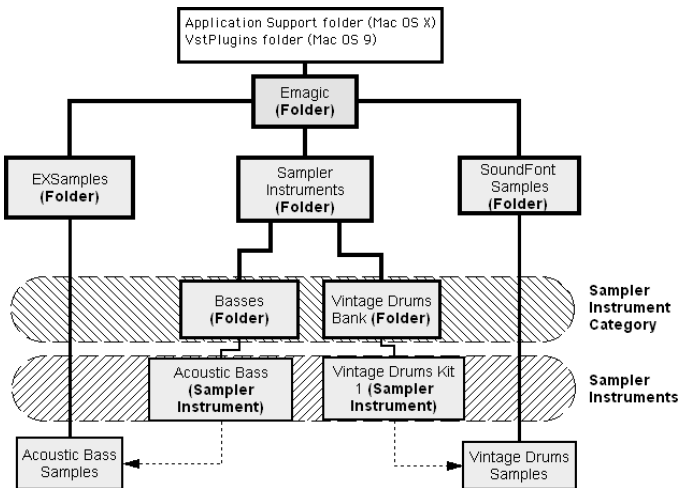 Application Support folder (Mac OS X)
VstPlugins folder (Mac OS 9)
Emagic
(Folder)
EXSamples
(Folder)
Sampler
Instruments
(Folder)
SoundFont
Samples
(Folder)
Basses
(Folder)
Vintage Drums
Bank (Folder)
Sampler
Instrument
Category
Acoustic Bass
(Sampler
Instrument)
Vintage Drums Kit
1 (Sampler
Instrument)
Sampler
Instruments
Acoustic Bass
Samples
Vintage Drums
Samples